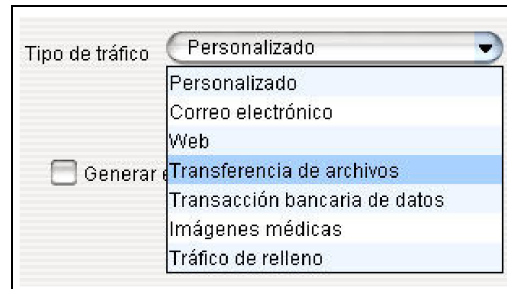 Tipo de tráfico Personalizado
Personalizado
Correo electrónico
Web
Generar Transferencia de archivos
Transacción bancaria de datos
Imágenes médicas
Tráfico de relleno